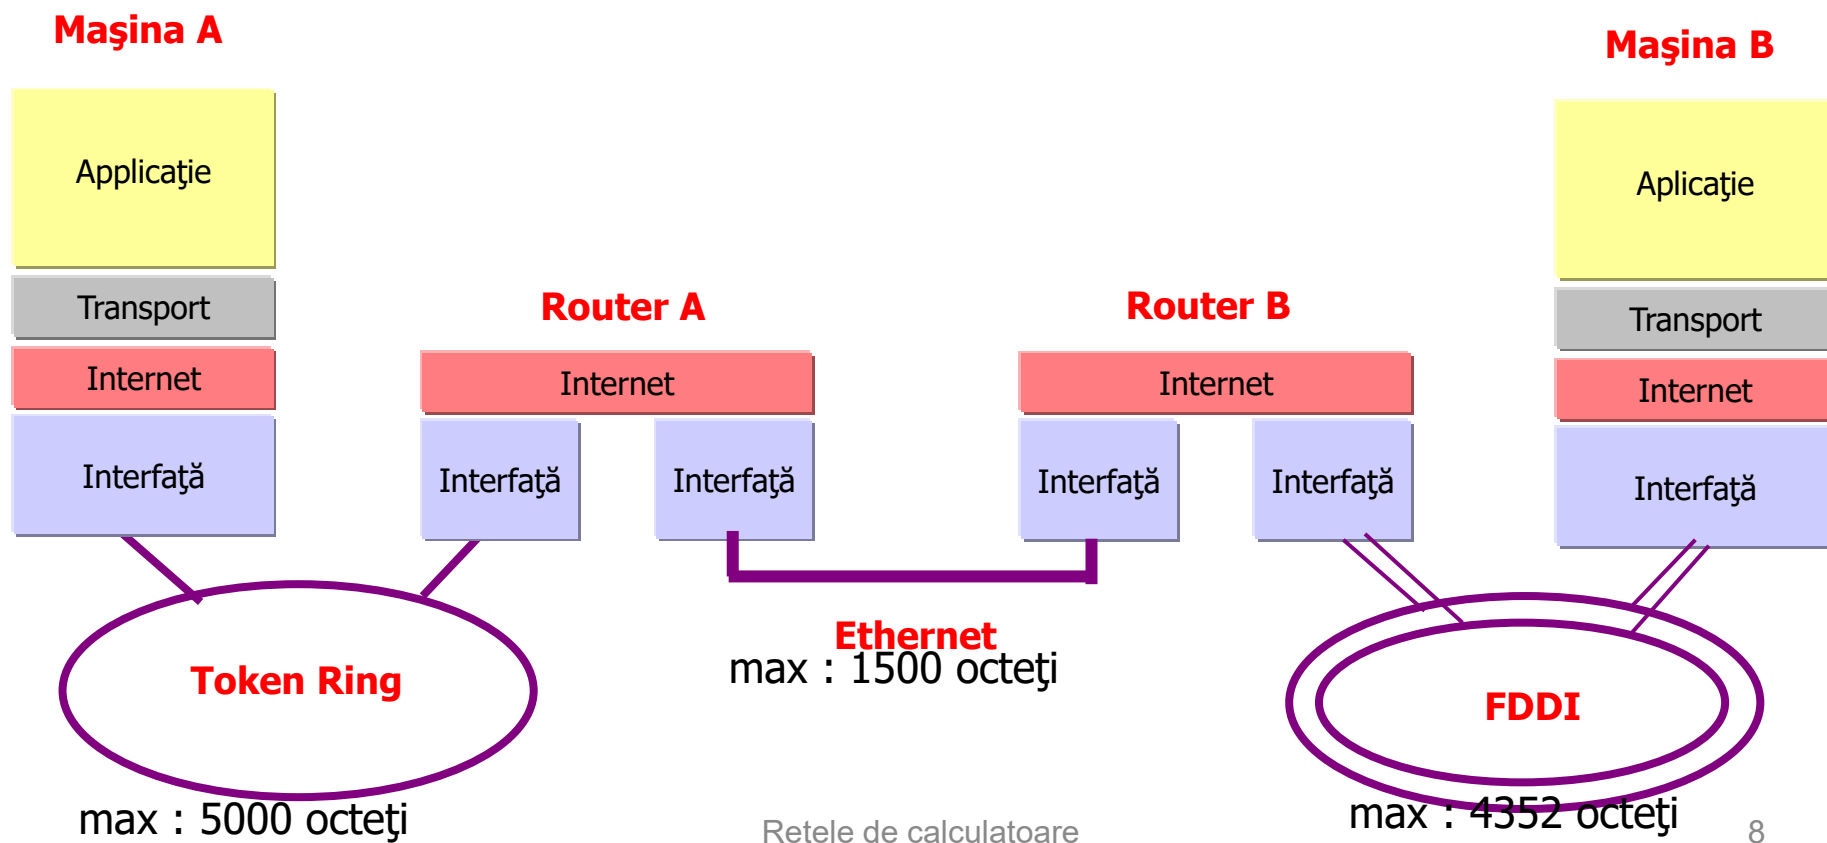 Maşina A
Maşina B
Applicaţie
Aplicaţie
Transport
Router A
Router B
Transport
Internet
Internet
Internet
Internet
Interfaţă
Interfaţă
Interfaţă
Interfaţă
Interfaţă
Interfaţă
Ethernet
max : 1500 octeţi
Token Ring
FDDI
max : 5000 octeţi
max : 4352 octeţi
Retele de calculatoare
8